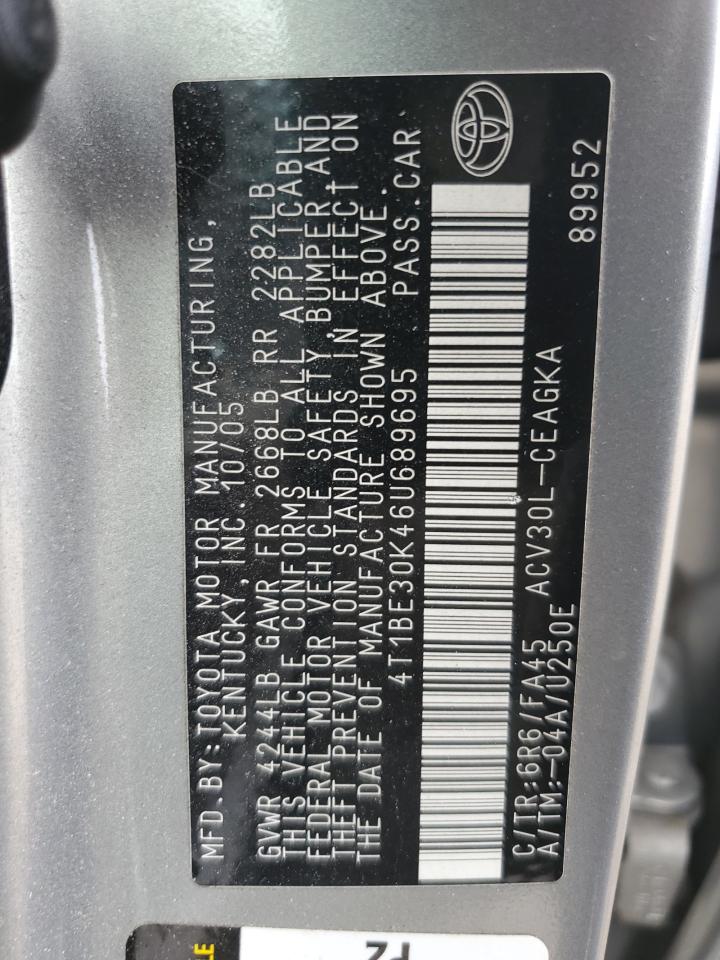 MFD.BY:TOYOTA MOTOR MANUFACTURING,
KENTUCKY,INC. 10/05
GVWR 4244LB GAWR FR 2668LB RR 2282LB
THIS VEHICLE CONFORMS TO ALL APPLICABLE
FEDERAL MOTOR VEHICLE SAFETY,BUMPER,AND
THEFT PREVENTION STANDARDS IN EFFECT ON
THE DATE OF MANUFACTURE SHOWN ABOVE.
4T1BE30K46U689695 PASS.CAR
C/TR:6R6/FA45 ACV30L-CEAGKA
A/TM:-04A/U250E 89952